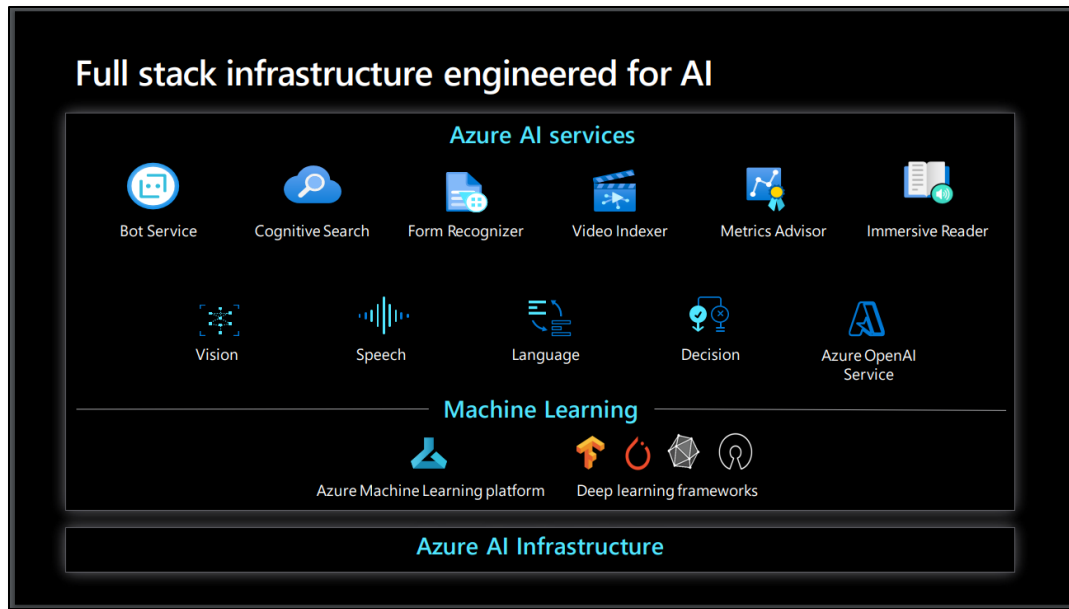 Full stack infrastructure engineered for AI
Azure AI services
Bot Service
Cognitive Search
Form Recognizer
Video Indexer
Metrics Advisor
Immersive Reader
Vision
Speech
Language
Decision
Azure OpenAI
Service
Machine Learning
Azure Machine Learning platform
Deep learning frameworks
Azure AI Infrastructure